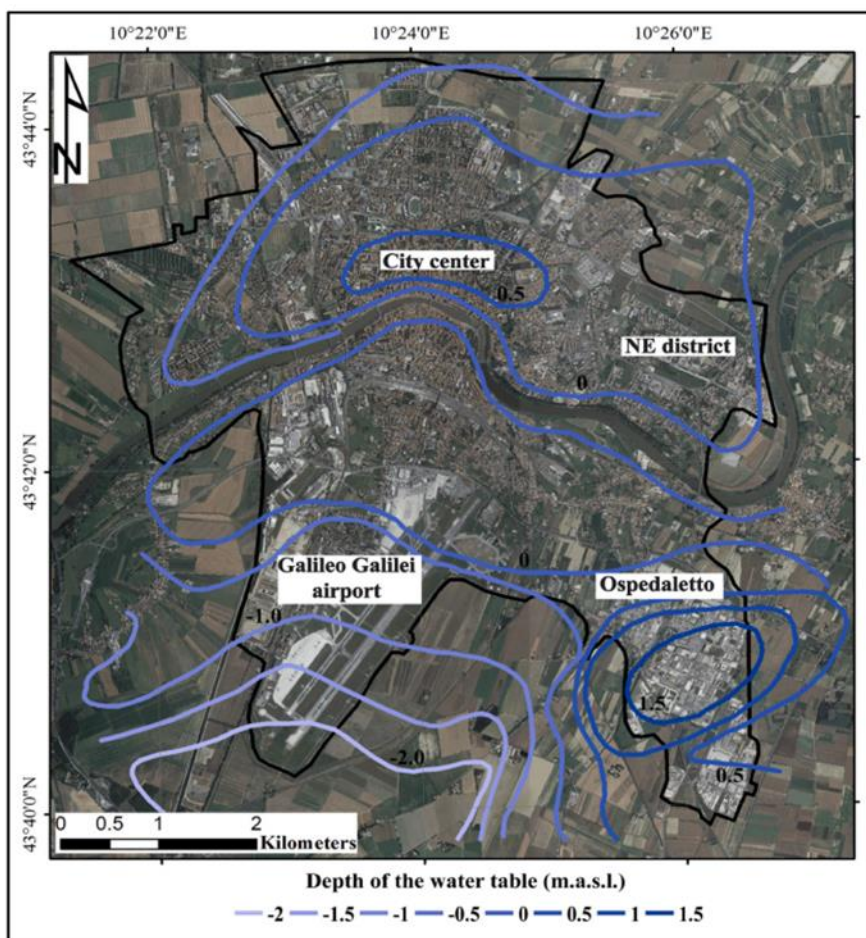 10°22'0"E 10°24'0"E 10°26'0"E
43°44'0"N
N
City center
0.5
NE district
0
43°42'0"N
Galileo Galilei
airport
0
Ospedaletto
-1.0
1.5
-2.0
0.5
43°40'0"N
0 0.5 1 2
Kilometers
Depth of the water table (m.a.s.l.)
-2 -1.5 -1 -0.5 0 0.5 1 1.5